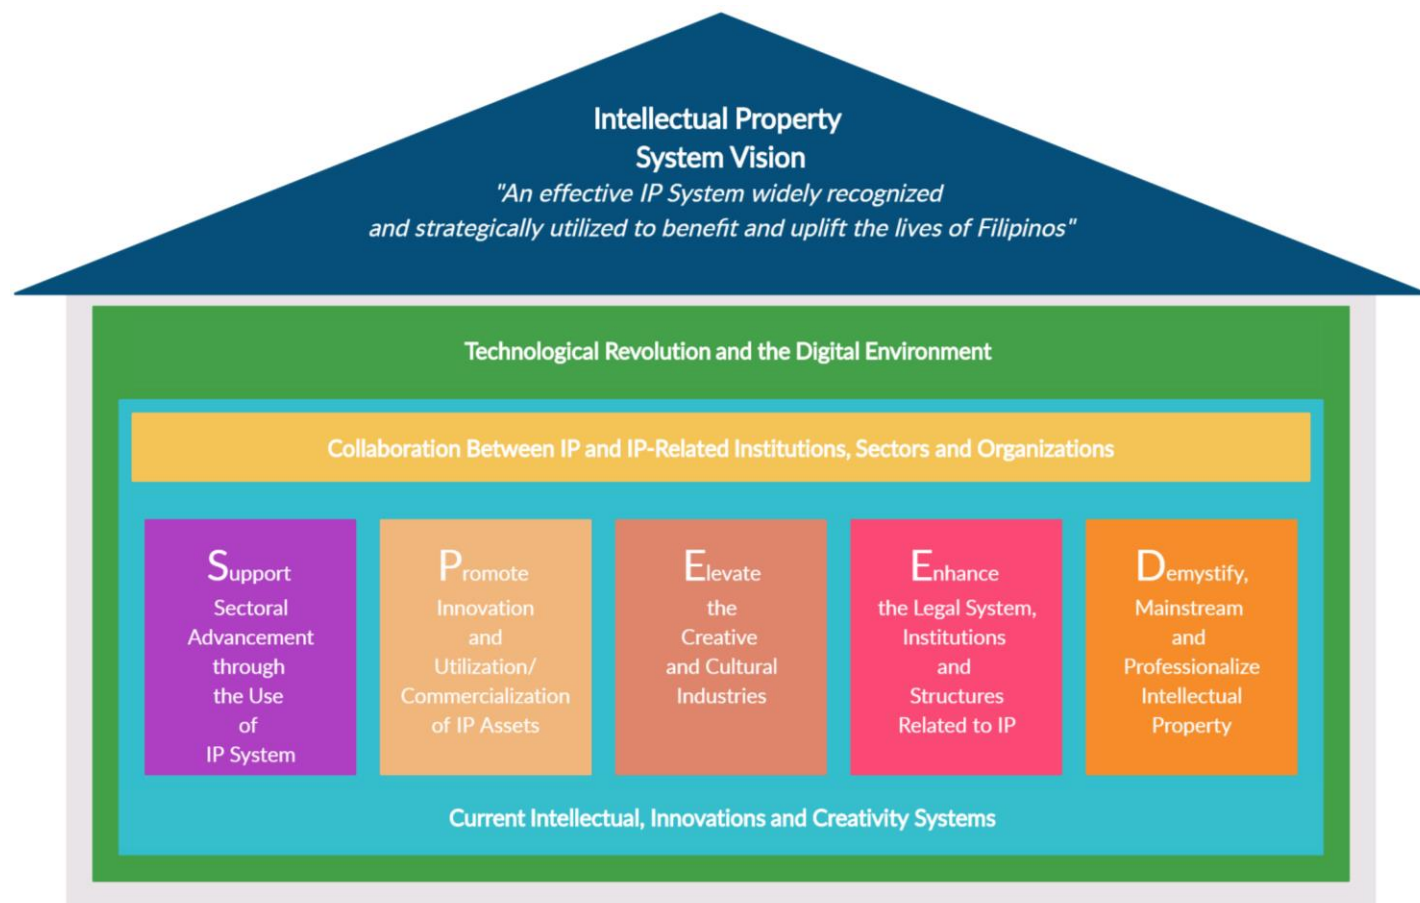 Intellectual Property
System Vision
"An effective IP System widely recognized
and strategically utilized to benefit and uplift the lives of Filipinos"
Technological Revolution and the Digital Environment
Collaboration Between IP and IP-Related Institutions, Sectors and Organizations
Support
Sectoral
Advancement
through
the Use
of
IP System
Promote
Innovation
and
Utilization/
Commercialization
of IP Assets
Elevate
the
Creative
and Cultural
Industries
Enhance
the Legal System,
Institutions
and
Structures
Related to IP
Demystify,
Mainstream
and
Professionalize
Intellectual
Property
Current Intellectual, Innovations and Creativity Systems